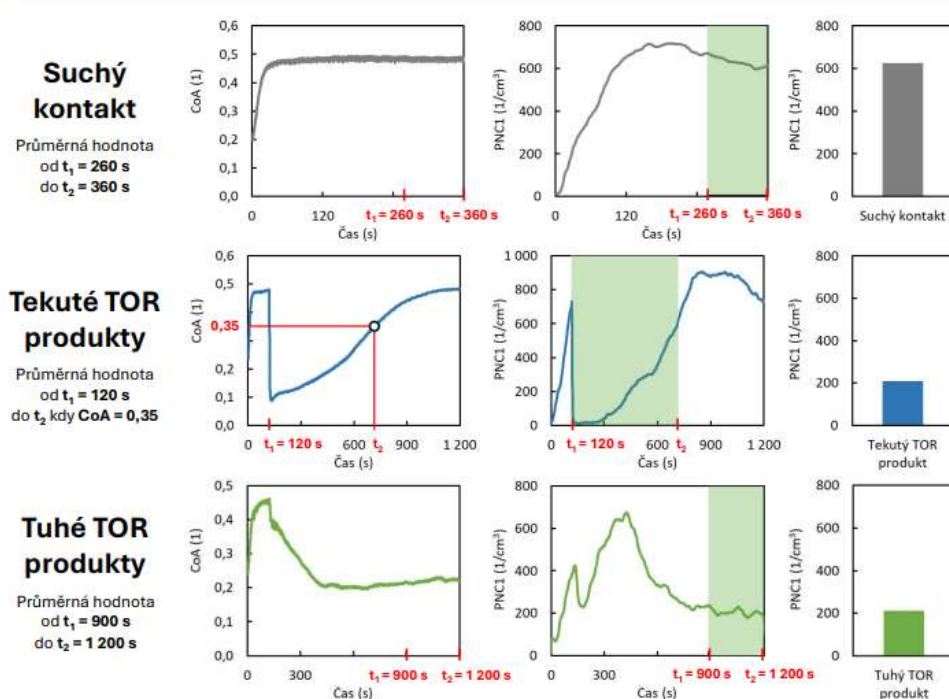 Suchý
kontakt
Průměrná hodnota
od t₁ = 260 s
do t₂ = 360 s
CoA (1)
0,6
0,5
0,4
0,3
0,2
0,1
0,0
0
120
t₁ = 260 s
t₂ = 360 s
Čas (s)
PNC1 (1/cm³)
800
600
400
200
0
0
120
t₁ = 260 s
t₂ = 360 s
Čas (s)
PNC1 (1/cm³)
800
600
400
200
0
Suchý kontakt
Tekuté TOR
produkty
Průměrná hodnota
od t₁ = 120 s
do t₂ kdy CoA = 0,35
CoA (1)
0,6
0,5
0,35
0,2
0,1
0,0
t₁ = 120 s
600
t₂
900
1 200
Čas (s)
PNC1 (1/cm³)
1 000
800
600
400
200
0
0
t₁ = 120 s
600
t₂
900
1 200
Čas (s)
PNC1 (1/cm³)
800
600
400
200
0
Tekutý TOR
produkt
Tuhé TOR
produkty
Průměrná hodnota
od t₁ = 900 s
do t₂ = 1 200 s
CoA (1)
0,5
0,4
0,3
0,2
0,1
0,0
0
300
t₁ = 900 s
t₂ = 1 200 s
Čas (s)
PNC1 (1/cm³)
800
600
400
200
0
0
300
t₁ = 900 s
t₂ = 1 200 s
Čas (s)
PNC1 (1/cm³)
800
600
400
200
0
Tuhý TOR
produkt